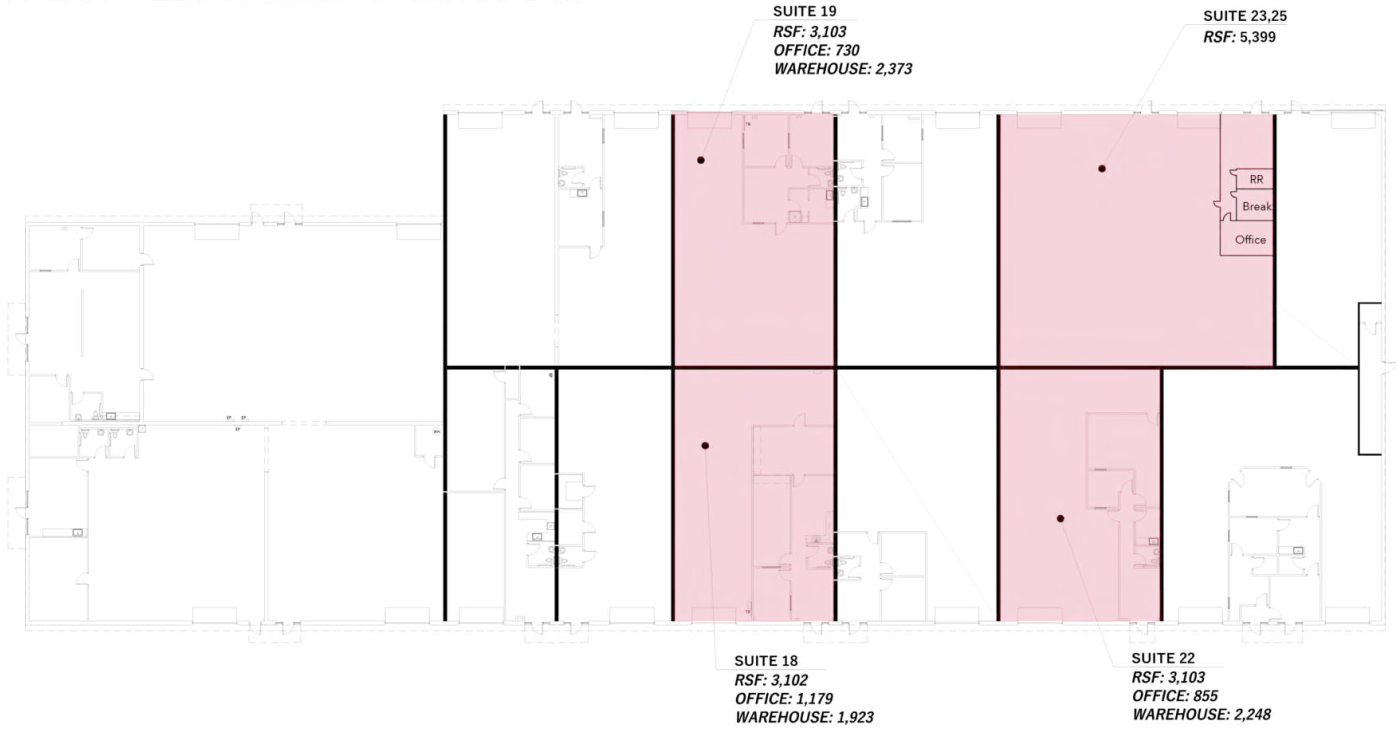 SUITE 19
RSF: 3,103
OFFICE: 730
WAREHOUSE: 2,373
SUITE 23,25
RSF: 5,399
RR
Break
Office
SUITE 18
RSF: 3,102
OFFICE: 1,179
WAREHOUSE: 1,923
SUITE 22
RSF: 3,103
OFFICE: 855
WAREHOUSE: 2,248